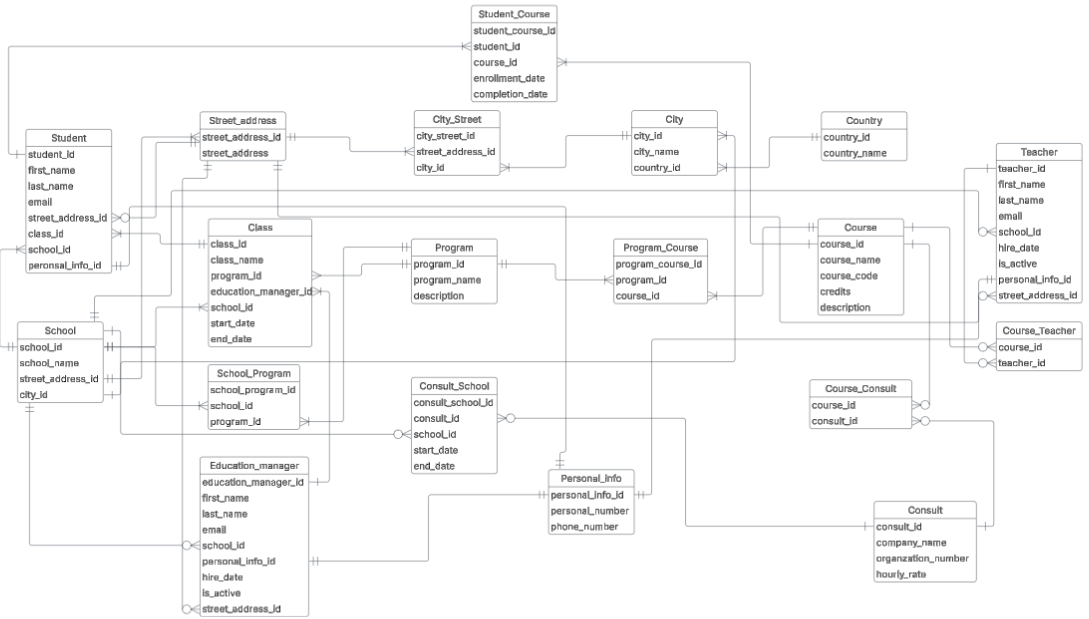 Student_Course
student_course_id
student_id
course_id
enrollment_date
completion_date
Student
student_id
first_name
last_name
email
street_address_id
class_id
school_id
peronsal_info_id
Street_address
street_address_id
street_address
City_Street
city_street_id
street_address_id
city_id
City
city_id
city_name
country_id
Country
country_id
country_name
Teacher
teacher_id
first_name
last_name
email
school_id
hire_date
is_active
personal_info_id
street_address_id
Class
class_id
class_name
program_id
education_manager_id
school_id
start_date
end_date
Program
program_id
program_name
description
Program_Course
program_course_id
program_id
course_id
Course
course_id
course_name
course_code
credits
description
School
school_id
school_name
street_address_id
city_id
School_Program
school_program_id
school_id
program_id
Consult_School
consult_school_id
consult_id
school_id
start_date
end_date
Course_Teacher
course_id
teacher_id
Course_Consult
course_id
consult_id
Education_manager
education_manager_id
first_name
last_name
email
school_id
personal_info_id
hire_date
is_active
street_address_id
Personal_info
personal_info_id
personal_number
phone_number
Consult
consult_id
company_name
organzation_number
hourly_rate